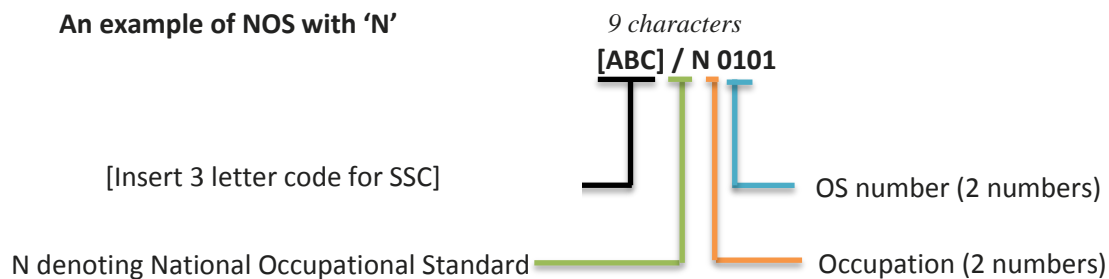 An example of NOS with ‘N’
9 characters
[ABC] / N 0101
[Insert 3 letter code for SSC]
OS number (2 numbers)
N denoting National Occupational Standard
Occupation (2 numbers)